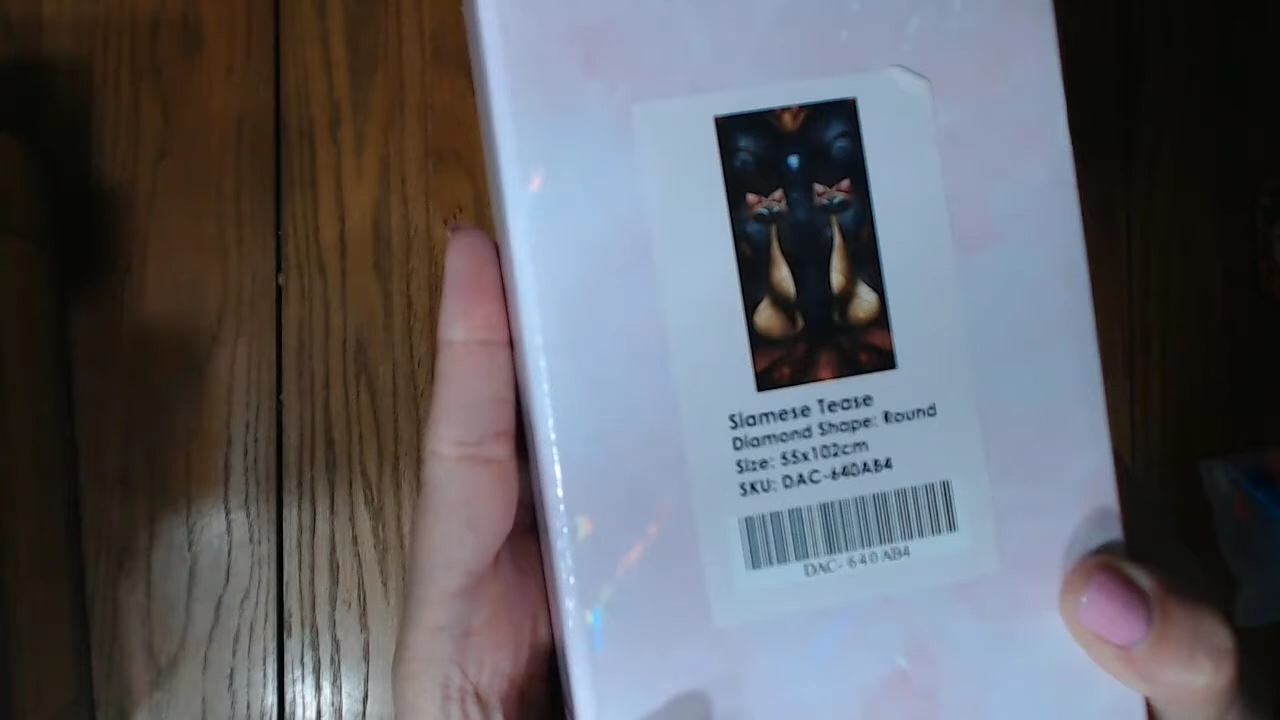 Siamese Tease
Diamond Shape: Round
Size: 55x102cm
SKU: DAC-640AB4
DAC- 640AB4